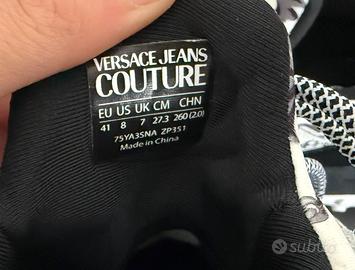 VERSACE JEANS
COUTURE
EU US UK CM CHN
41 8 7 27.3 260(2.0)
75YA3SNA ZP351
Made in China
subito